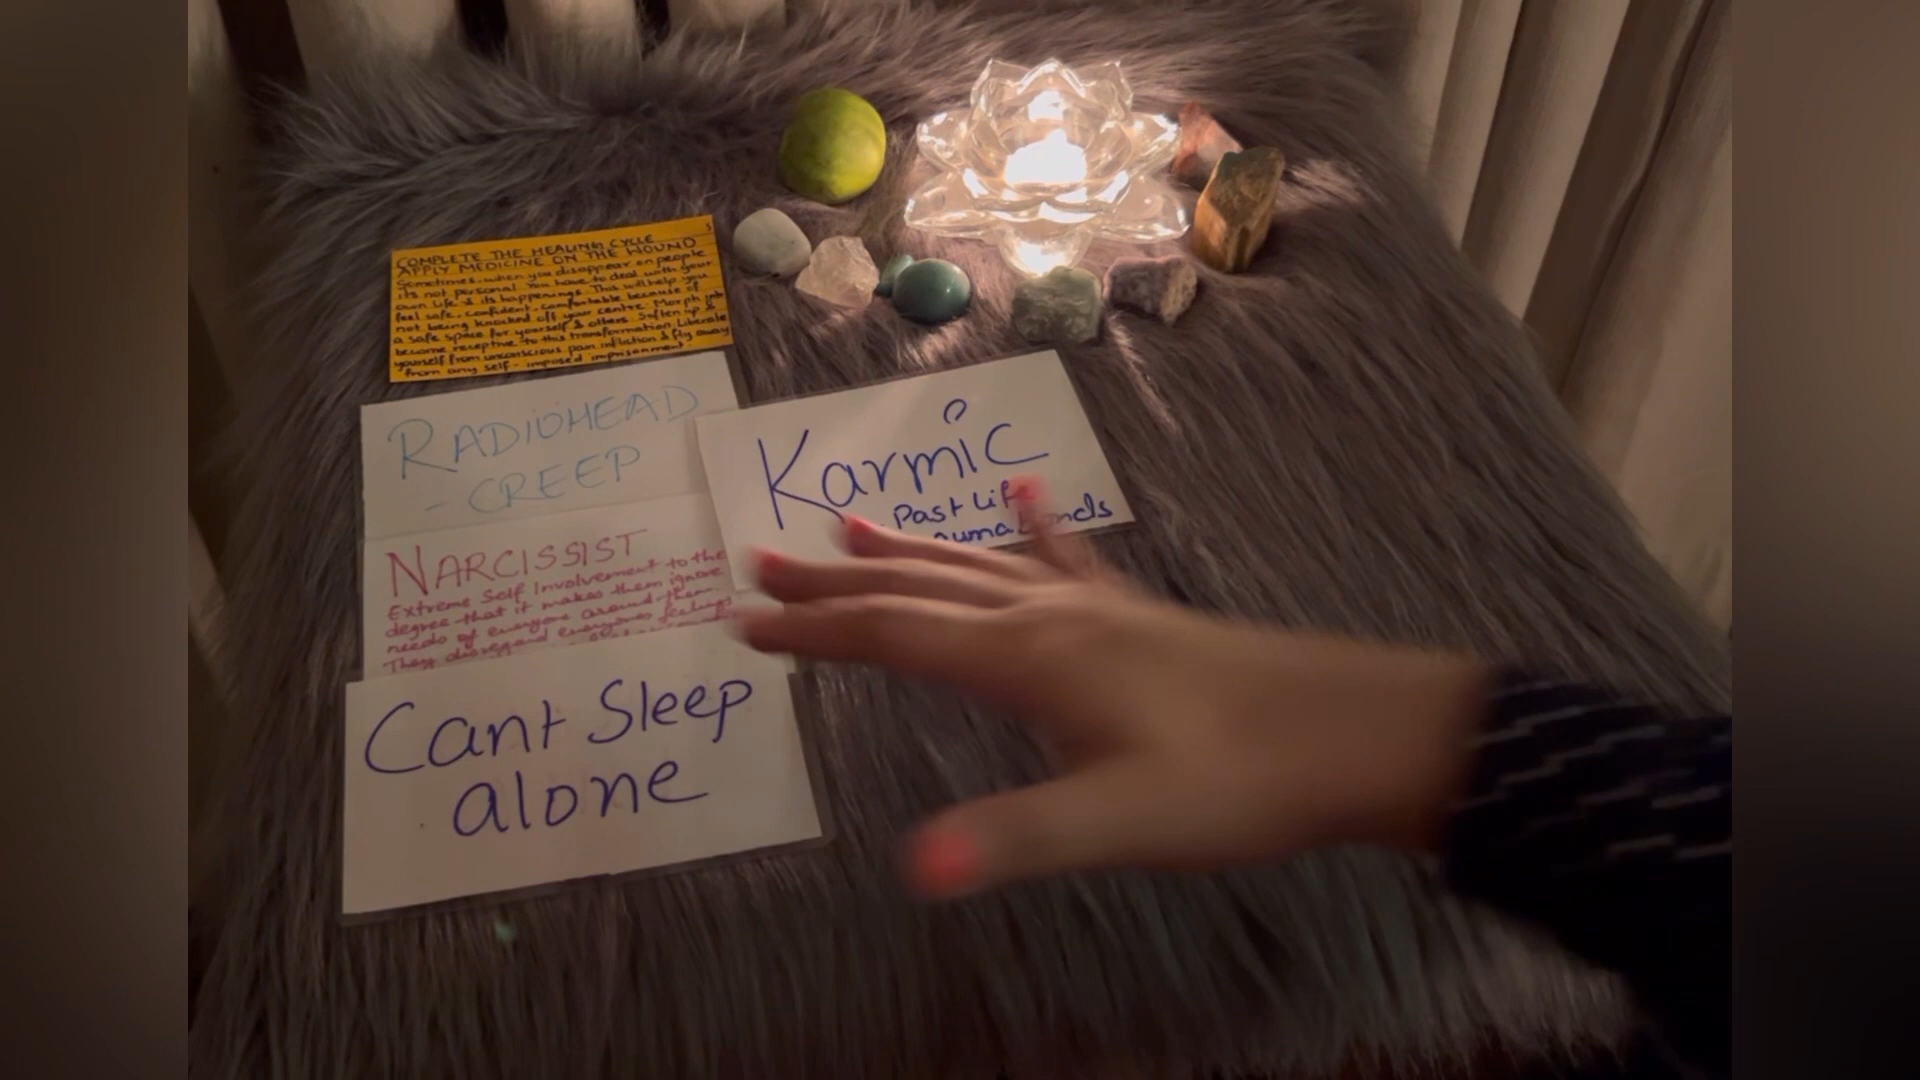 COMPLETE THE HEALING CYCLE
APPLY MEDICINE ON THE WOUND
Sometimes, when you disappear on people
its not personal. You have to deal with your
own life & its happenings. This will help you
feel safe, confident, comfortable because of
not being knocked off your centre. Morph into
a safe space for yourself & others. Soften up &
become receptive to this transformation. Liberate
yourself from unconscious pain infliction & fly away
from any self-imposed imprisonment.
RADIOHEAD
- CREEP
NARCISSIST
Extreme Self Involvement to the
degree that it makes them ignore
needs of everyone around them.
They disregard everyones feelings
Cant Sleep
alone
Karmic
Past Life